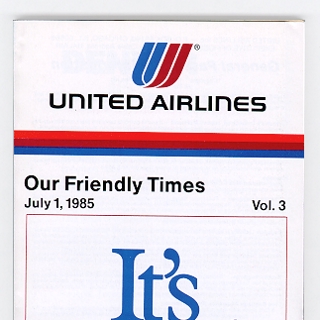 UNITED AIRLINES
Our Friendly Times
July 1, 1985 Vol. 3
It's